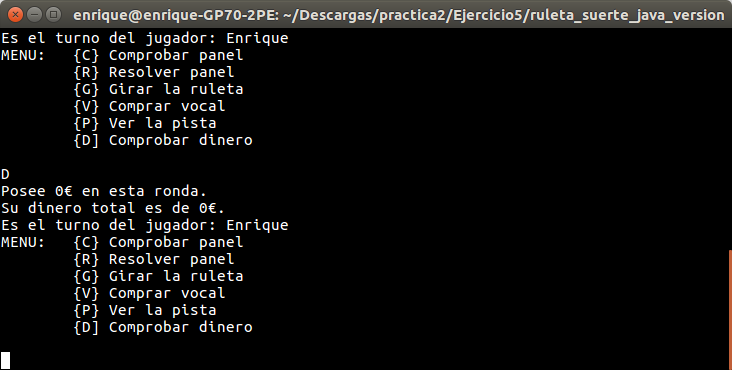 enrique@enrique-GP70-2PE: ~/Descargas/practica2/Ejercicio5/ruleta_suerte_java_version
Es el turno del jugador: Enrique
MENU:   {C} Comprobar panel
        {R} Resolver panel
        {G} Girar la ruleta
        {V} Comprar vocal
        {P} Ver la pista
        {D] Comprobar dinero
D
Posee 0€ en esta ronda.
Su dinero total es de 0€.
Es el turno del jugador: Enrique
MENU:   {C} Comprobar panel
        {R} Resolver panel
        {G} Girar la ruleta
        {V} Comprar vocal
        {P} Ver la pista
        {D] Comprobar dinero